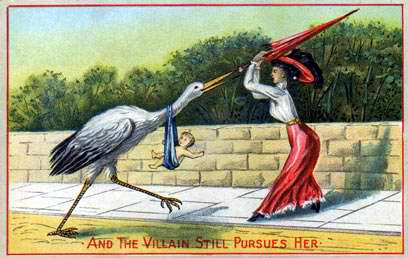 AND THE VILLAIN STILL PURSUES HER.